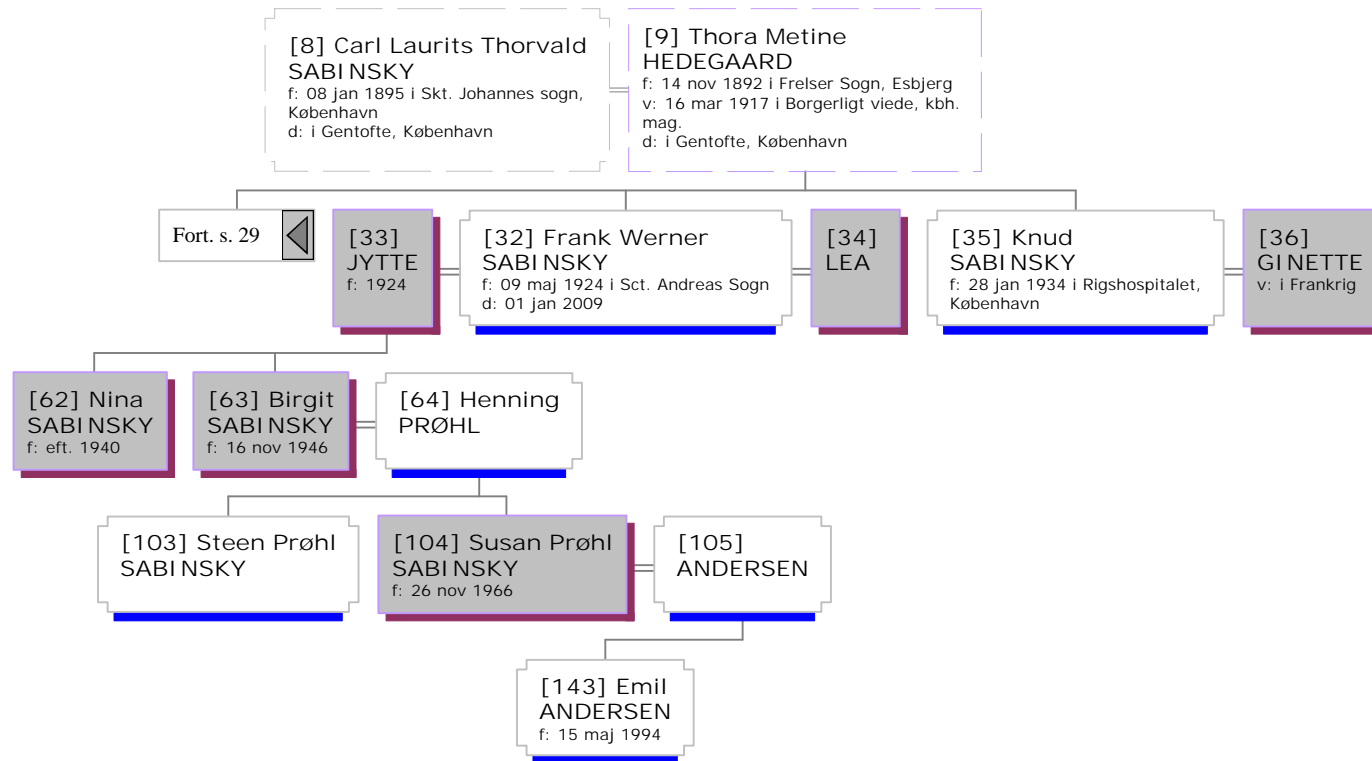 [8] Carl Laurits Thorvald
SABINSKY
f: 08 jan 1895 i Skt. Johannes sogn,
København
d: i Gentofte, København
[9] Thora Metine
HEDEGAARD
f: 14 nov 1892 i Frelser Sogn, Esbjerg
v: 16 mar 1917 i Borgerligt viede, kbh.
mag.
d: i Gentofte, København
Fort. s. 29
[33]
JYTTE
f: 1924
[32] Frank Werner
SABINSKY
f: 09 maj 1924 i Sct. Andreas Sogn
d: 01 jan 2009
[34]
LEA
[35] Knud
SABINSKY
f: 28 jan 1934 i Rigshospitalet,
København
[36]
GINETTE
v: i Frankrig
[62] Nina
SABINSKY
f: eft. 1940
[63] Birgit
SABINSKY
f: 16 nov 1946
[64] Henning
PRØHL
[103] Steen Prøhl
SABINSKY
[104] Susan Prøhl
SABINSKY
f: 26 nov 1966
[105]
ANDERSEN
[143] Emil
ANDERSEN
f: 15 maj 1994